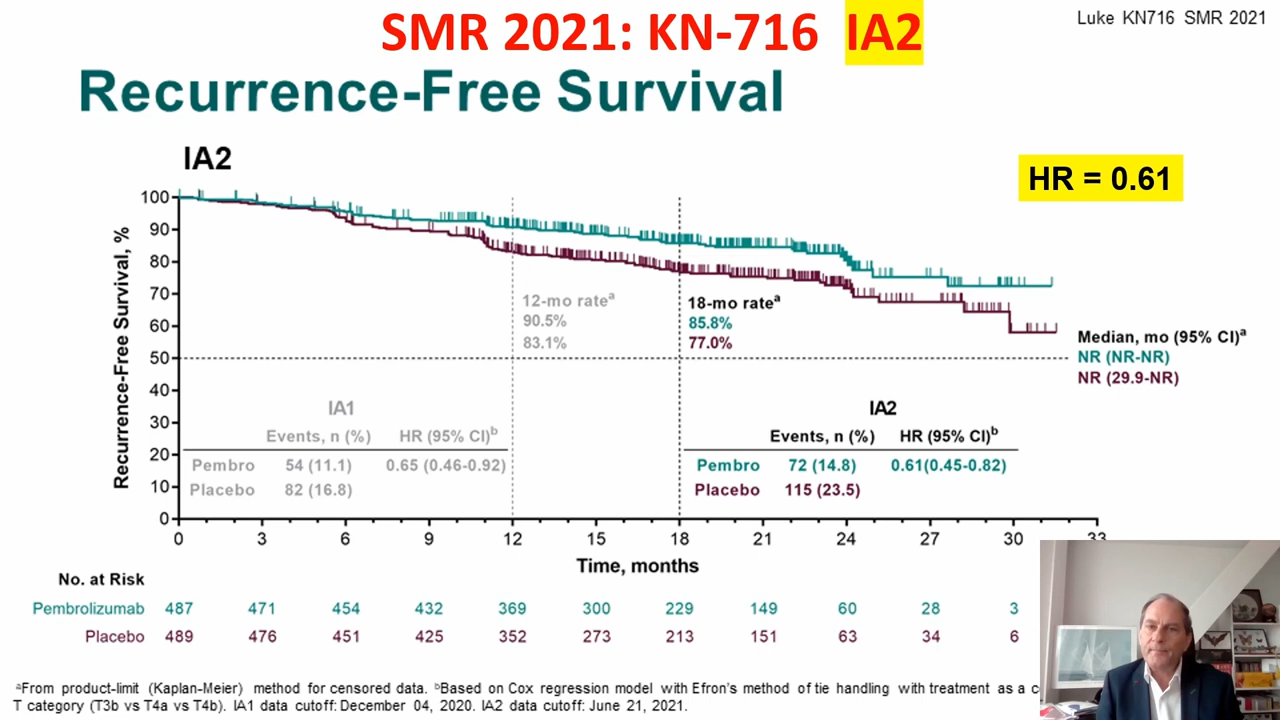 SMR 2021: KN-716 IA2
Luke KN716 SMR 2021
Recurrence-Free Survival
IA2
HR = 0.61
Recurrence-Free Survival, %
100
90
80
70
60
50
40
30
20
10
0
12-mo rateᵃ
90.5%
83.1%
18-mo rateᵃ
85.8%
77.0%
Median, mo (95% CI)ᵃ
NR (NR-NR)
NR (29.9-NR)
IA1
Events, n (%) HR (95% CI)ᵇ
Pembro 54 (11.1) 0.65 (0.46-0.92)
Placebo 82 (16.8)
IA2
Events, n (%) HR (95% CI)ᵇ
Pembro 72 (14.8) 0.61(0.45-0.82)
Placebo 115 (23.5)
0 3 6 9 12 15 18 21 24 27 30 33
Time, months
No. at Risk
Pembrolizumab 487 471 454 432 369 300 229 149 60 28 3
Placebo 489 476 451 425 352 273 213 151 63 34 6
ᵃFrom product-limit (Kaplan-Meier) method for censored data. ᵇBased on Cox regression model with Efron's method of tie handling with treatment as a
T category (T3b vs T4a vs T4b). IA1 data cutoff: December 04, 2020. IA2 data cutoff: June 21, 2021.